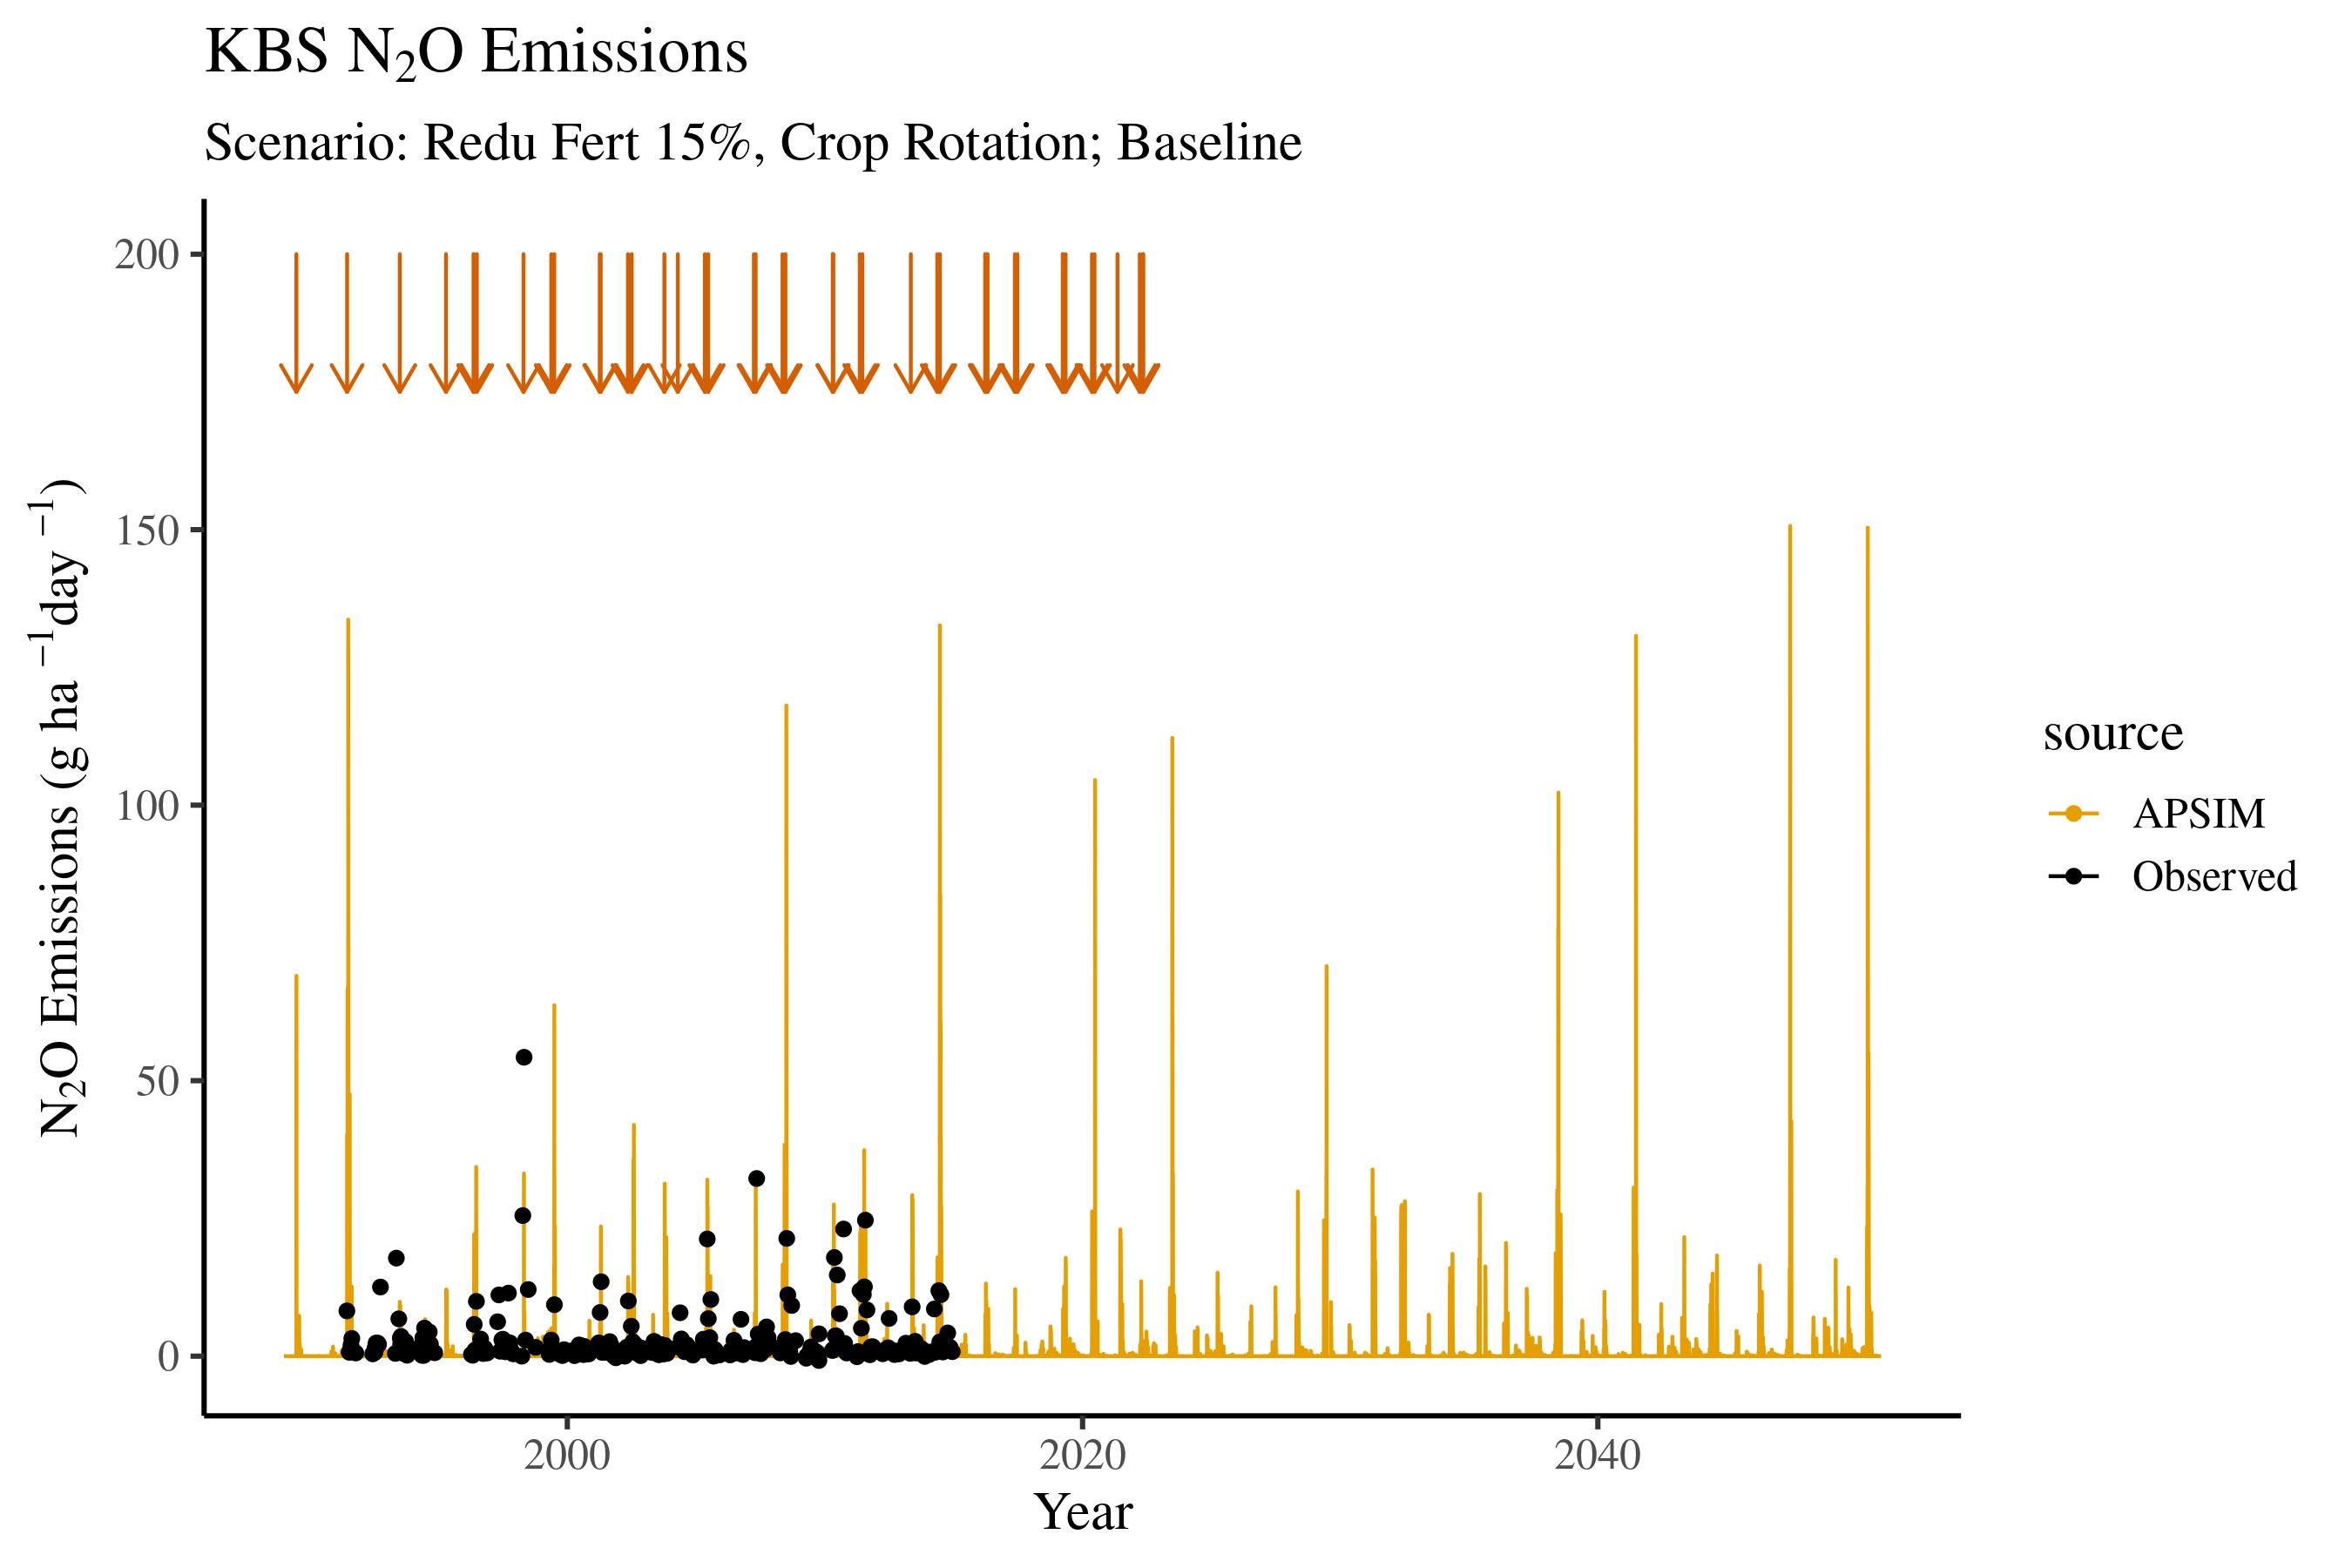 KBS N₂O Emissions
Scenario: Redu Fert 15%, Crop Rotation; Baseline
N₂O Emissions (g ha ⁻¹day ⁻¹)
200
150
100
50
0
2000 2020 2040
Year
source
APSIM
Observed